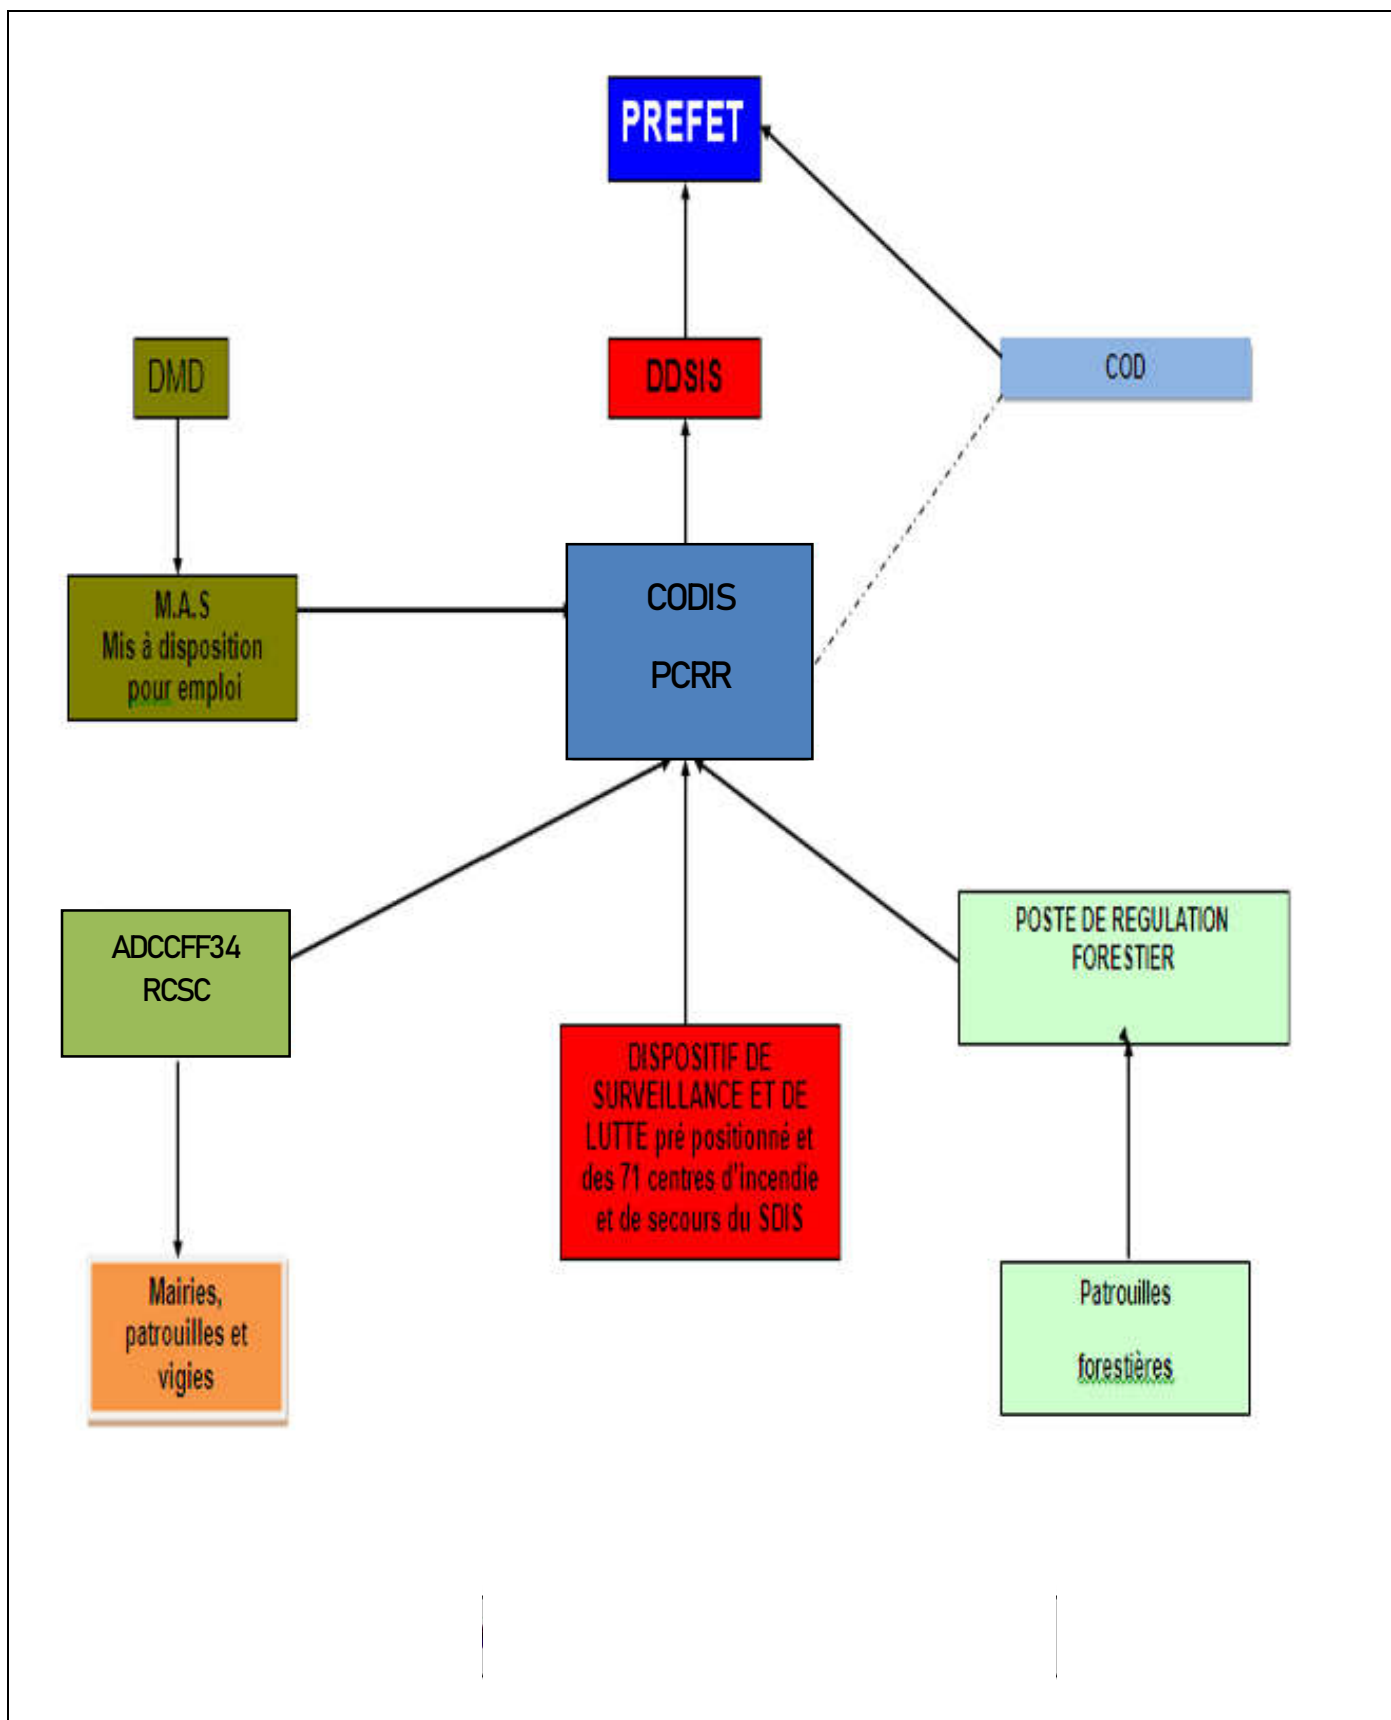 PREFET
DMD
DDSIS
COD
M.A.S
Mis à disposition
pour emploi
CODIS
PCRR
ADCCFF34
RCSC
POSTE DE REGULATION
FORESTIER
DISPOSITIF DE
SURVEILLANCE ET DE
LUTTE pré positionné et
des 71 centres d'incendie
et de secours du SDIS
Mairies,
patrouilles et
vigies
Patrouilles
forestières